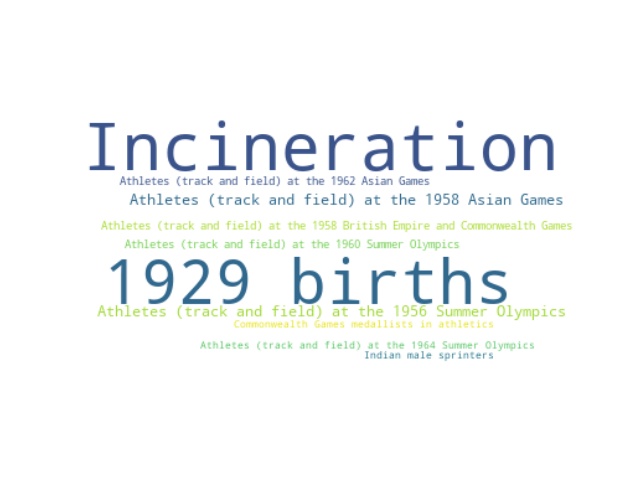 Incineration
Athletes (track and field) at the 1962 Asian Games
Athletes (track and field) at the 1958 Asian Games
Athletes (track and field) at the 1958 British Empire and Commonwealth Games
Athletes (track and field) at the 1960 Summer Olympics
1929 births
Athletes (track and field) at the 1956 Summer Olympics
Commonwealth Games medallists in athletics
Athletes (track and field) at the 1964 Summer Olympics
Indian male sprinters